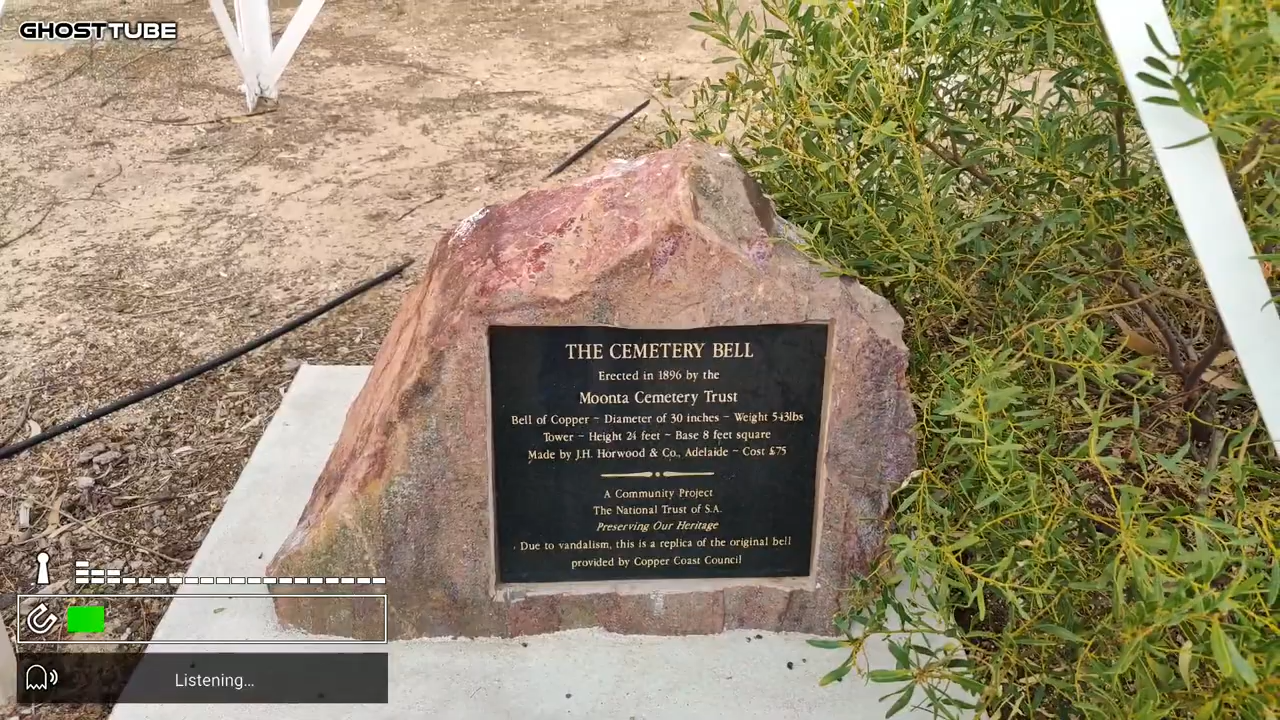 GHOSTTUBE
THE CEMETERY BELL
Erected in 1896 by the
Moonta Cemetery Trust
Bell of Copper ~ Diameter of 30 inches ~ Weight 543lbs
Tower ~ Height 24 feet ~ Base 8 feet square
Made by J.H. Horwood & Co., Adelaide ~ Cost £75
A Community Project
The National Trust of S.A.
Preserving Our Heritage
Due to vandalism, this is a replica of the original bell
provided by Copper Coast Council
Listening...